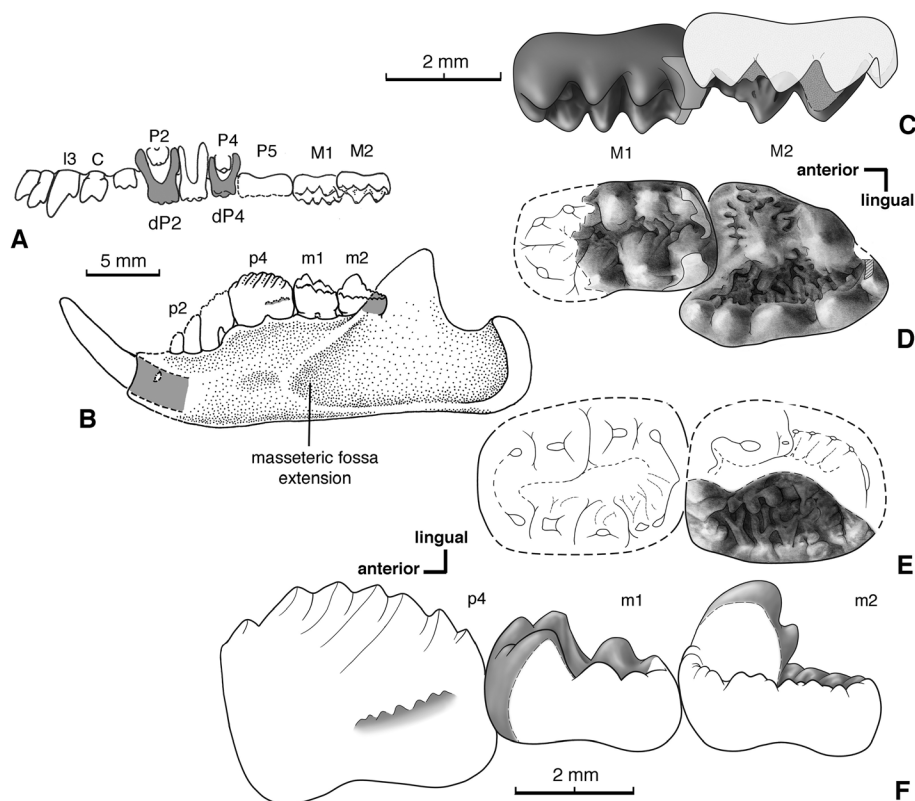 2 mm
C
P2
P4
I3
C
P5
M1
M2
dP2
dP4
A
M1
M2
anterior
lingual
D
5 mm
p4
m1
m2
p2
B
masseteric fossa
extension
lingual
anterior
E
p4
m1
m2
2 mm
F